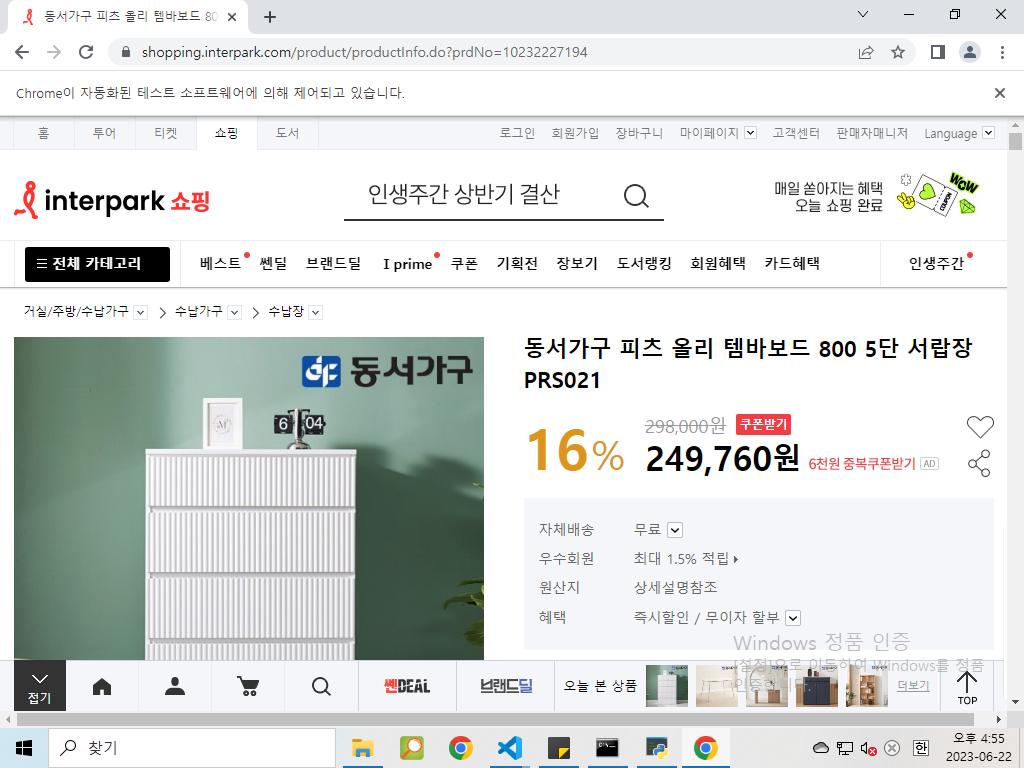 동서가구 피츠 올리 템바보드 80
shopping.interpark.com/product/productInfo.do?prdNo=10232227194
Chrome이 자동화된 테스트 소프트웨어에 의해 제어되고 있습니다.
홈 투어 티켓 쇼핑 도서 로그인 회원가입 장바구니 마이페이지 고객센터 판매자매니저 Language
interpark 쇼핑
인생주간 상반기 결산
매일 쏟아지는 혜택
오늘 쇼핑 완료
WOW
COUPON
전체 카테고리 베스트 쎈딜 브랜드딜 I prime 쿠폰 기획전 장보기 도서랭킹 회원혜택 카드혜택 인생주간
거실/주방/수납가구 수납가구 수납장
동서가구
6 04
M
동서가구 피츠 올리 템바보드 800 5단 서랍장
PRS021
16%
298,000원 쿠폰받기
249,760원 6천원 중복쿠폰받기 AD
자체배송 무료
우수회원 최대 1.5% 적립
원산지 상세설명참조
혜택 즉시할인 / 무이자 할부
Windows 정품 인증
[설정]으로 이동하여 Windows를 정품
인증합니다.
접기
쎈DEAL
브랜드딜
오늘 본 상품
더보기
TOP
찾기
한
오후 4:55
2023-06-22